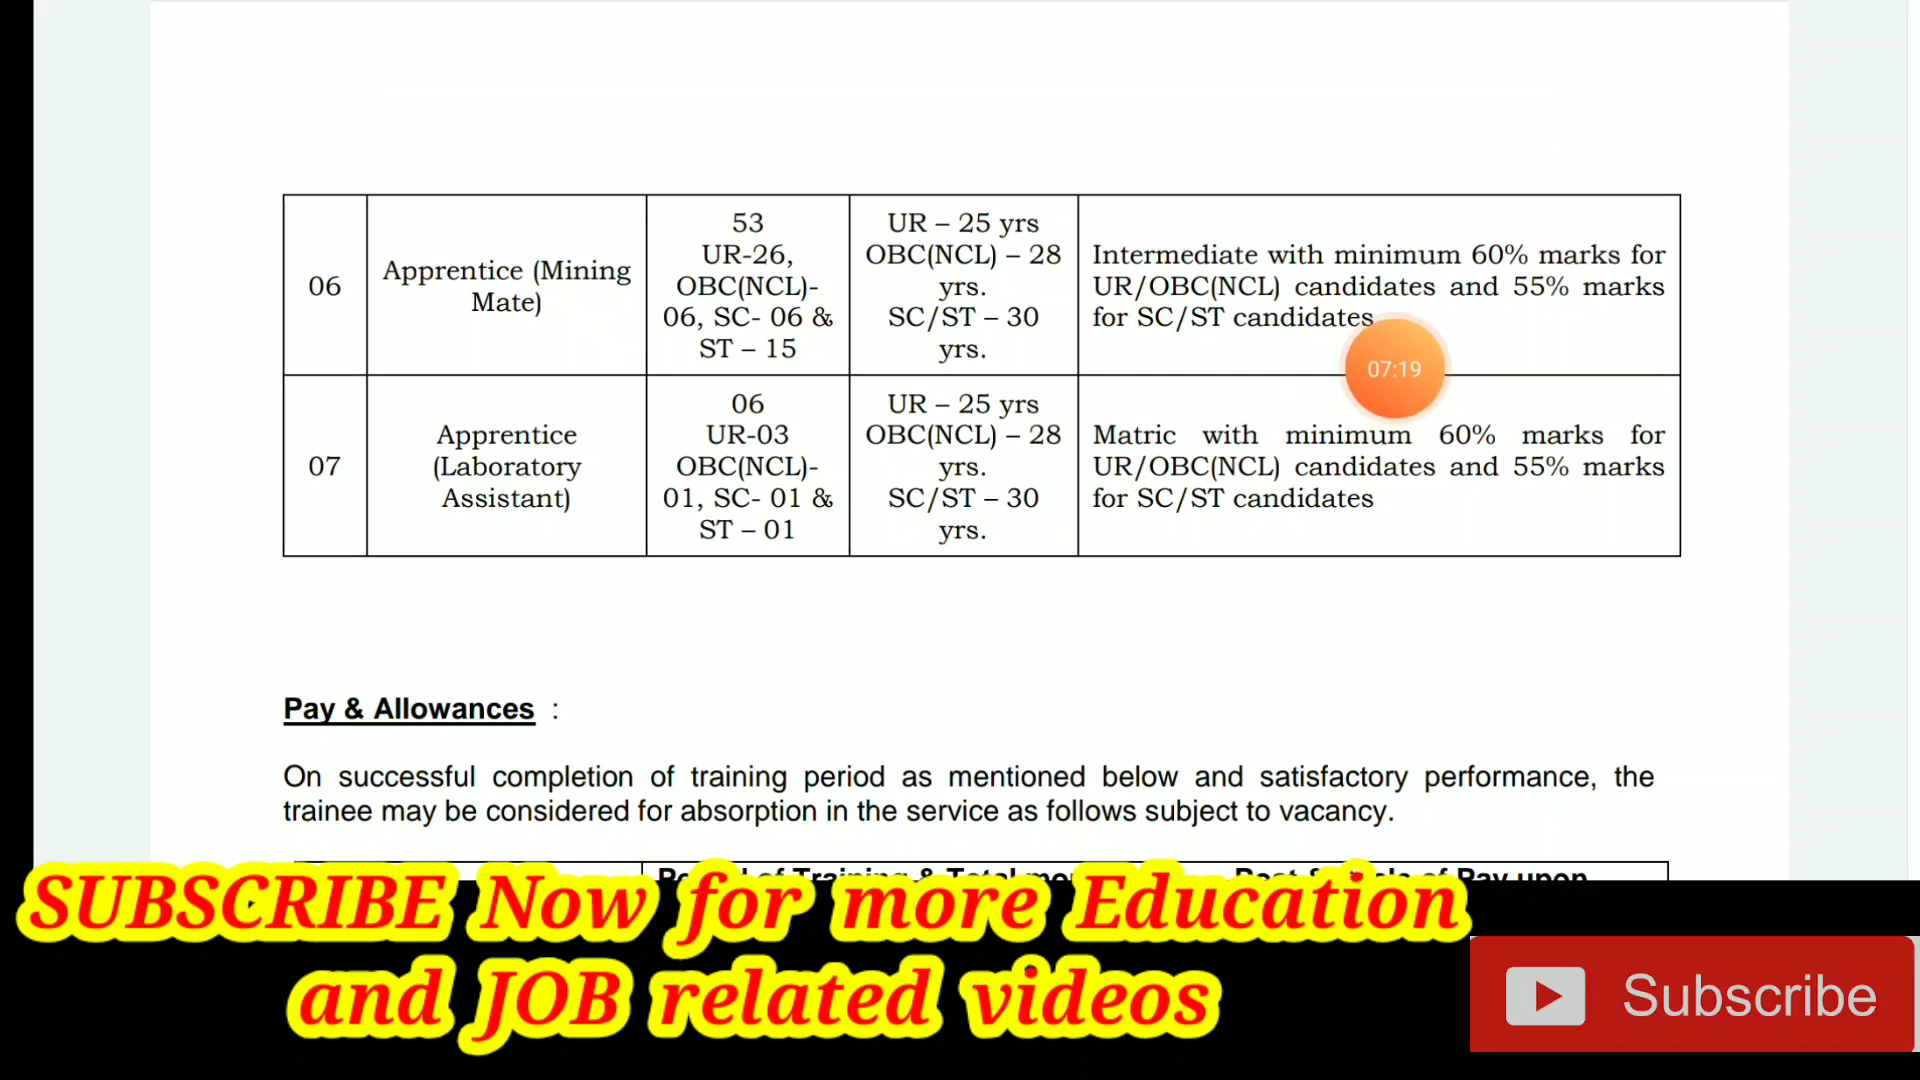 06
Apprentice (Mining
Mate)
53
UR-26,
OBC(NCL)-
06, SC- 06 &
ST – 15
UR – 25 yrs
OBC(NCL) – 28
yrs.
SC/ST – 30
yrs.
Intermediate with minimum 60% marks for
UR/OBC(NCL) candidates and 55% marks
for SC/ST candidates
07:19
07
Apprentice
(Laboratory
Assistant)
06
UR-03
OBC(NCL)-
01, SC- 01 &
ST – 01
UR – 25 yrs
OBC(NCL) – 28
yrs.
SC/ST – 30
yrs.
Matric with minimum 60% marks for
UR/OBC(NCL) candidates and 55% marks
for SC/ST candidates
Pay & Allowances :
On successful completion of training period as mentioned below and satisfactory performance, the
trainee may be considered for absorption in the service as follows subject to vacancy.
of Training & Total
of Pay upon
SUBSCRIBE Now for more Education
and JOB related videos
Subscribe